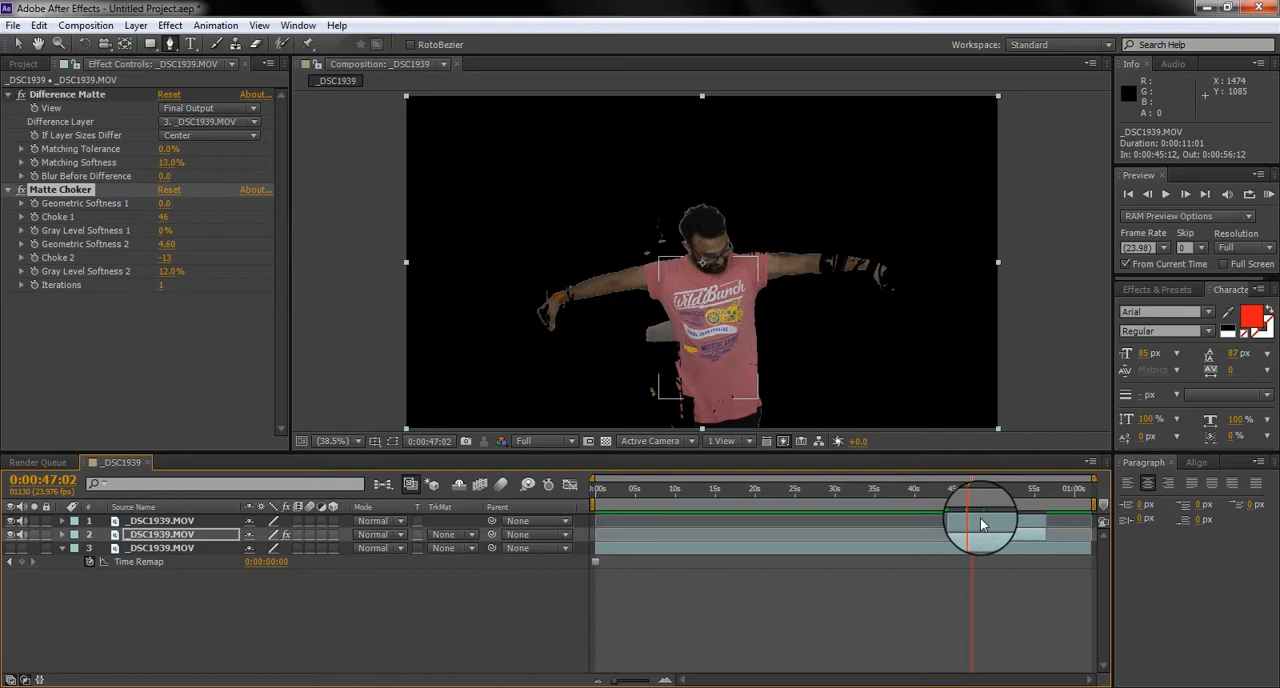 Adobe After Effects - Untitled Project.aep *
File Edit Composition Layer Effect Animation View Window Help
RotoBezier
Workspace: Standard
Search Help
Project Effect Controls: _DSC1939.MOV
Composition: _DSC1939
Info Audio
_DSC1939.MOV • _DSC1939.MOV
_DSC1939
R :
G :
B :
A : 0
X : 1474
Y : 1085
_DSC1939.MOV
Duration: 0:00:11:01
In: 0:00:45:12, Out: 0:00:56:12
Difference Matte Reset About...
View Final Output
Difference Layer 3. _DSC1939.MOV
If Layer Sizes Differ Center
Matching Tolerance 0.0%
Matching Softness 13.0%
Blur Before Difference 0.0
Matte Choker Reset About...
Geometric Softness 1 0.0
Choke 1 46
Gray Level Softness 1 0%
Geometric Softness 2 4.60
Choke 2 -13
Gray Level Softness 2 12.0%
Iterations 1
Wild Bunch
Preview
RAM Preview Options
Frame Rate Skip Resolution
(23.98) 0 Full
From Current Time Full Screen
Effects & Presets Characte
Arial
Regular
85 px 87 px
Metrics 0
- px
100 % 100 %
0 px 0 %
(38.5%) 0:00:47:02 Full Active Camera 1 View +0.0
Render Queue _DSC1939
Paragraph Align
0:00:47:02
01130 (23.976 fps)
:00s 05s 10s 15s 20s 25s 30s 35s 40s 45 55s 01:00s
# Source Name Mode T TrkMat Parent
1 _DSC1939.MOV Normal None
2 _DSC1939.MOV Normal None None
3 _DSC1939.MOV Normal None None
Time Remap 0:00:00:00
0 px 0 px 0 px
0 px 0 px